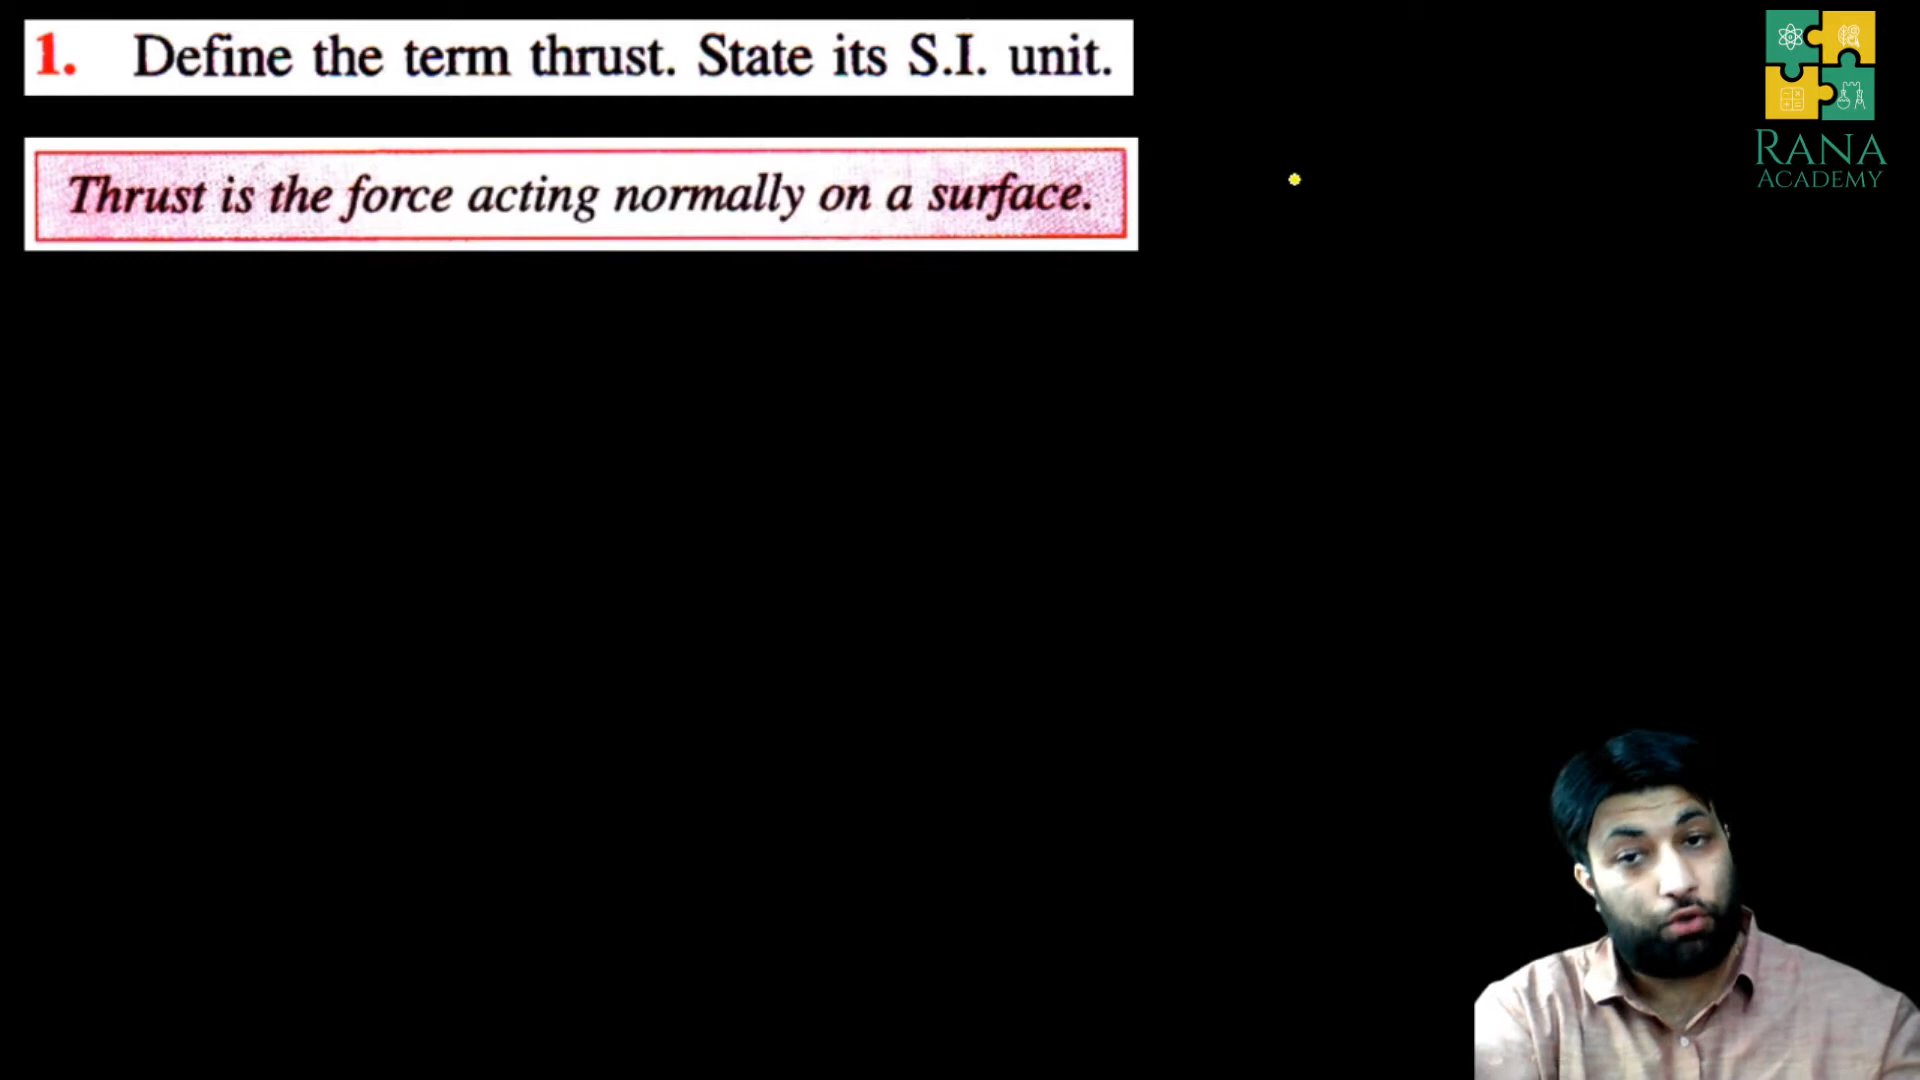 1. Define the term thrust. State its S.I. unit.
Thrust is the force acting normally on a surface.
RANA
ACADEMY